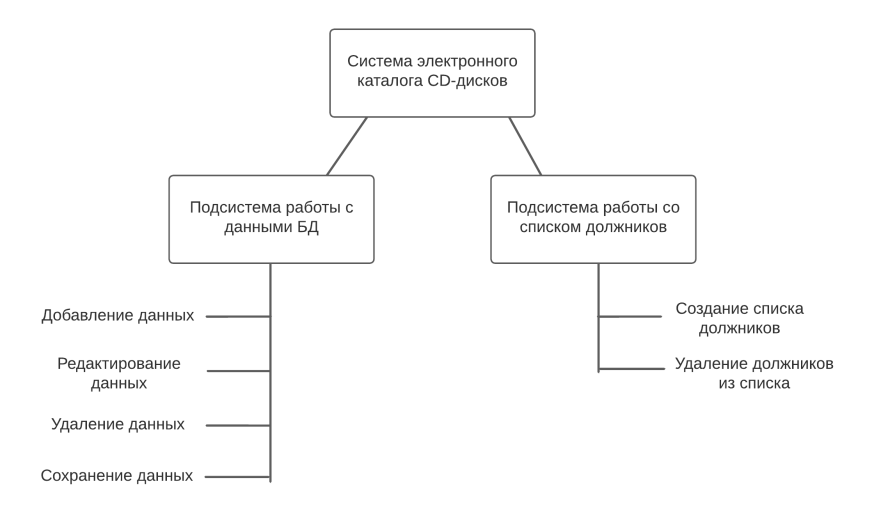 Система электронного
каталога CD-дисков
Подсистема работы с
данными БД
Подсистема работы со
списком должников
Добавление данных
Редактирование
данных
Удаление данных
Сохранение данных
Создание списка
должников
Удаление должников
из списка